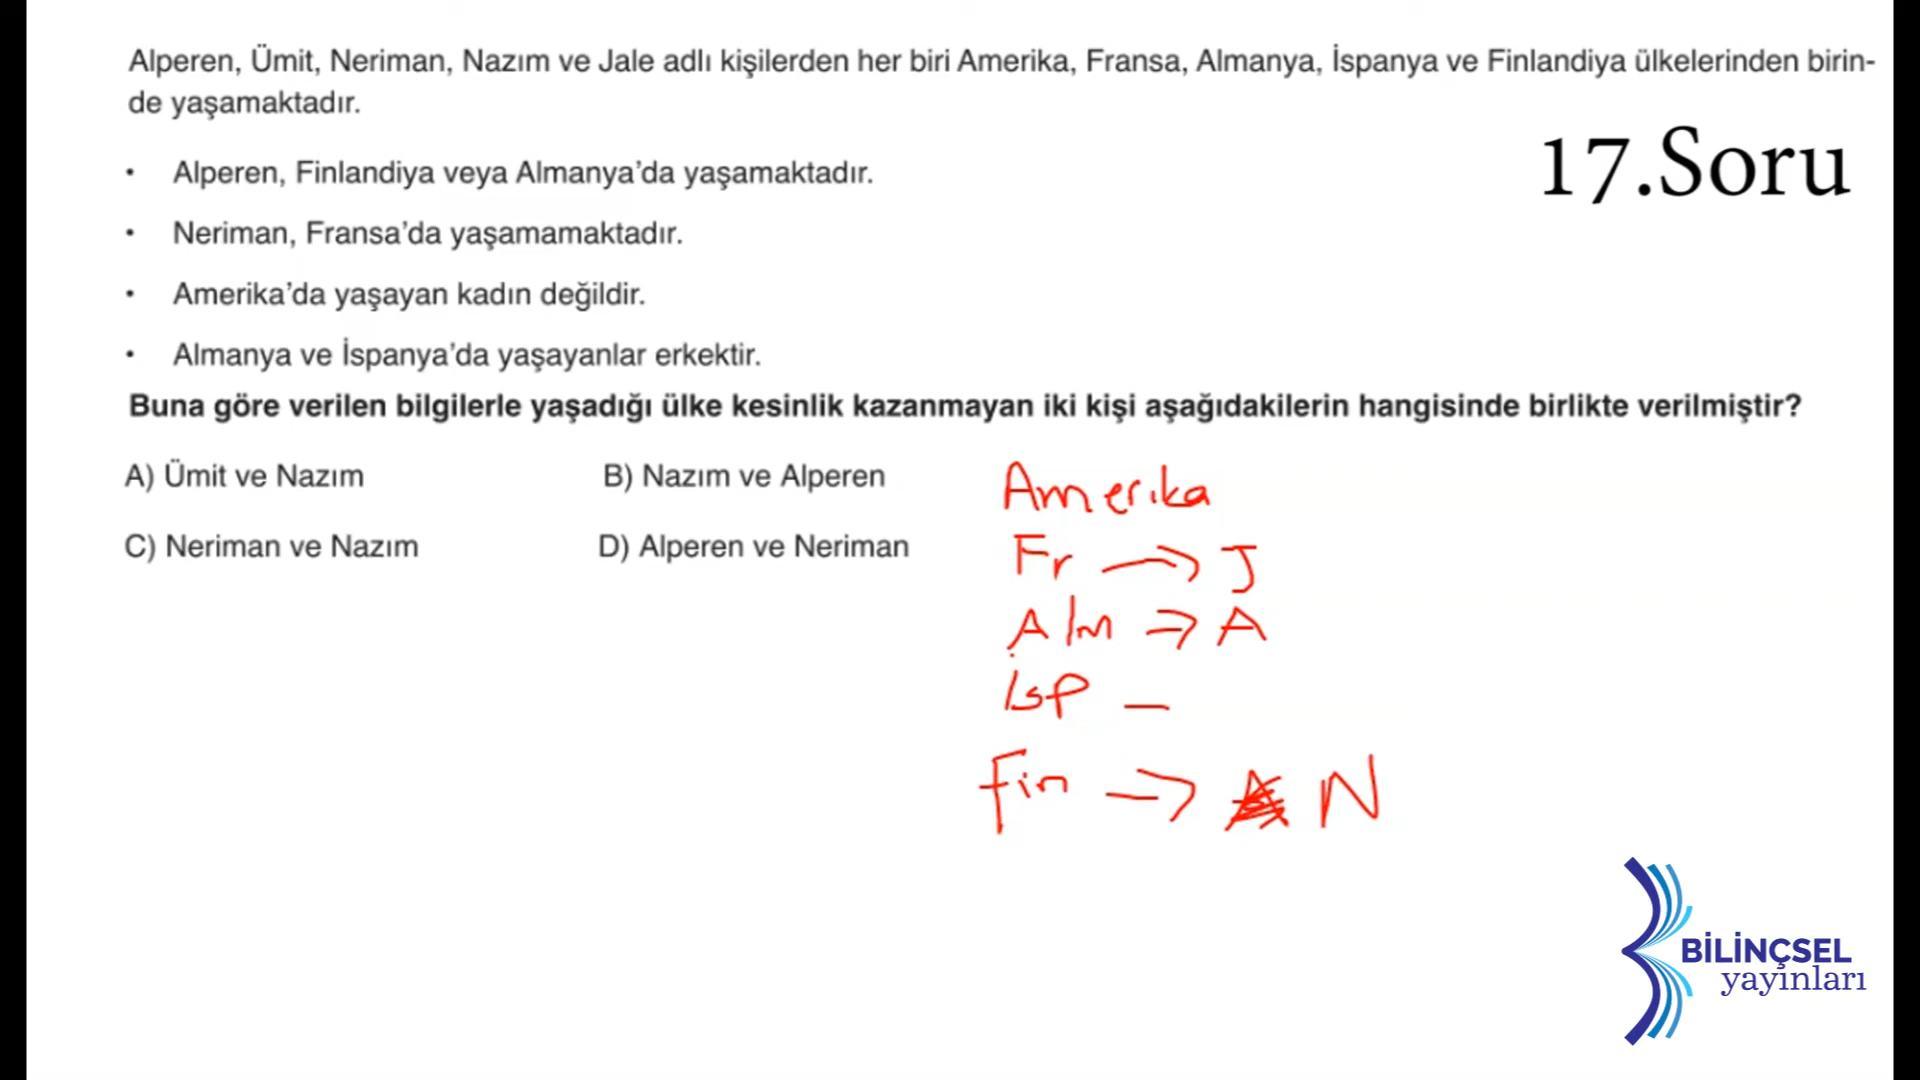 Alperen, Ümit, Neriman, Nazım ve Jale adlı kişilerden her biri Amerika, Fransa, Almanya, İspanya ve Finlandiya ülkelerinden birin-
de yaşamaktadır.
17.Soru
• Alperen, Finlandiya veya Almanya'da yaşamaktadır.
• Neriman, Fransa'da yaşamamaktadır.
• Amerika'da yaşayan kadın değildir.
• Almanya ve İspanya'da yaşayanlar erkektir.
Buna göre verilen bilgilerle yaşadığı ülke kesinlik kazanmayan iki kişi aşağıdakilerin hangisinde birlikte verilmiştir?
A) Ümit ve Nazım
B) Nazım ve Alperen
C) Neriman ve Nazım
D) Alperen ve Neriman
Amerika
Fr → J
Alm ⇒ A
İsp –
Fin → N
BİLİNÇSEL
yayınları